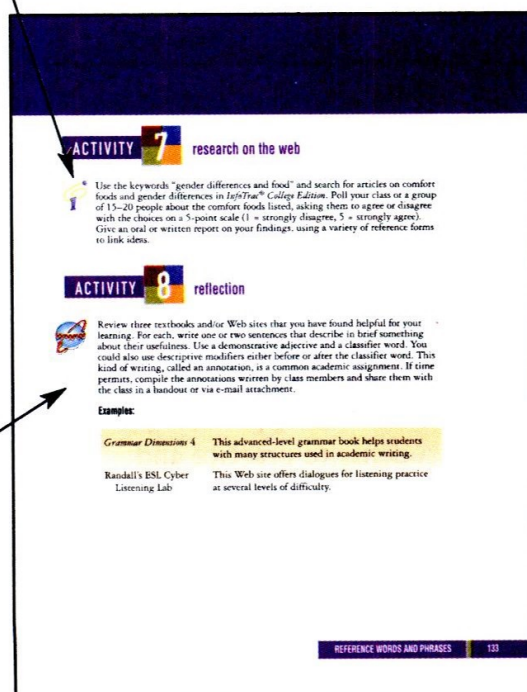 ACTIVITY 7 research on the web
Use the keywords "gender differences and food" and search for articles on comfort
foods and gender differences in InfoTrac® College Edition. Poll your class or a group
of 15–20 people about the comfort foods listed, asking them to agree or disagree
with the choices on a 5-point scale (1 = strongly disagree, 5 = strongly agree).
Give an oral or written report on your findings, using a variety of reference forms
to link ideas.
ACTIVITY 8 reflection
Review three textbooks and/or Web sites that you have found helpful for your
learning. For each, write one or two sentences that describe in brief something
about their usefulness. Use a demonstrative adjective and a classifier word. You
could also use descriptive modifiers either before or after the classifier word. This
kind of writing, called an annotation, is a common academic assignment. If time
permits, compile the annotations written by class members and share them with
the class in a handout or via e-mail attachment.
Examples:
Grammar Dimensions 4 This advanced-level grammar book helps students
with many structures used in academic writing.
Randall's ESL Cyber This Web site offers dialogues for listening practice
Listening Lab at several levels of difficulty.
REFERENCE WORDS AND PHRASES 133